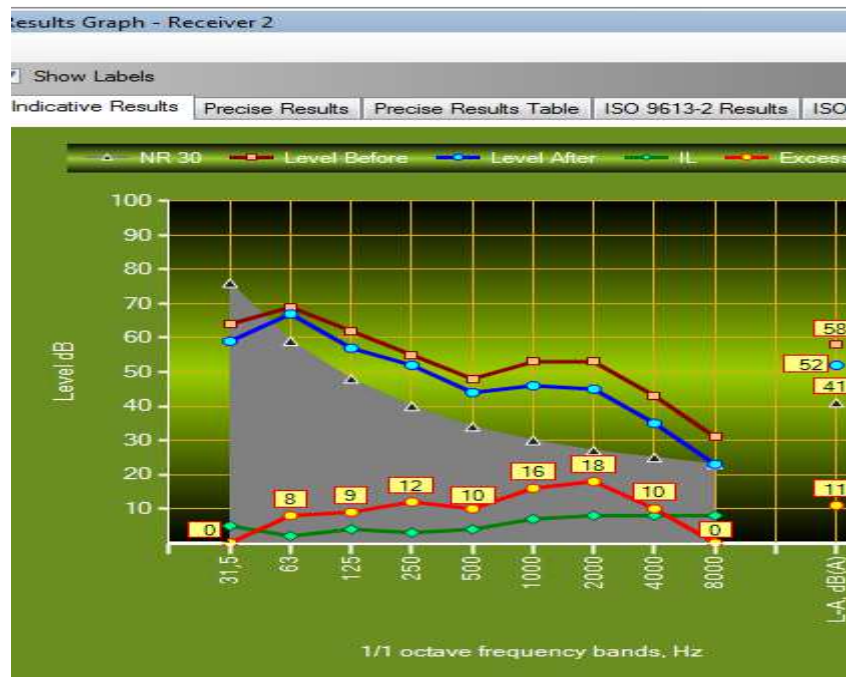 esults Graph - Receiver 2
Show Labels
Indicative Results Precise Results Precise Results Table ISO 9613-2 Results ISO
NR 30 Level Before Level After IL Excess
100
90
80
70
60
50
40
30
20
10
Level dB
58
52
41
11
0 8 9 12 10 16 18 10 0
31,5 63 125 250 500 1000 2000 4000 8000 L-A, dB(A)
1/1 octave frequency bands, Hz